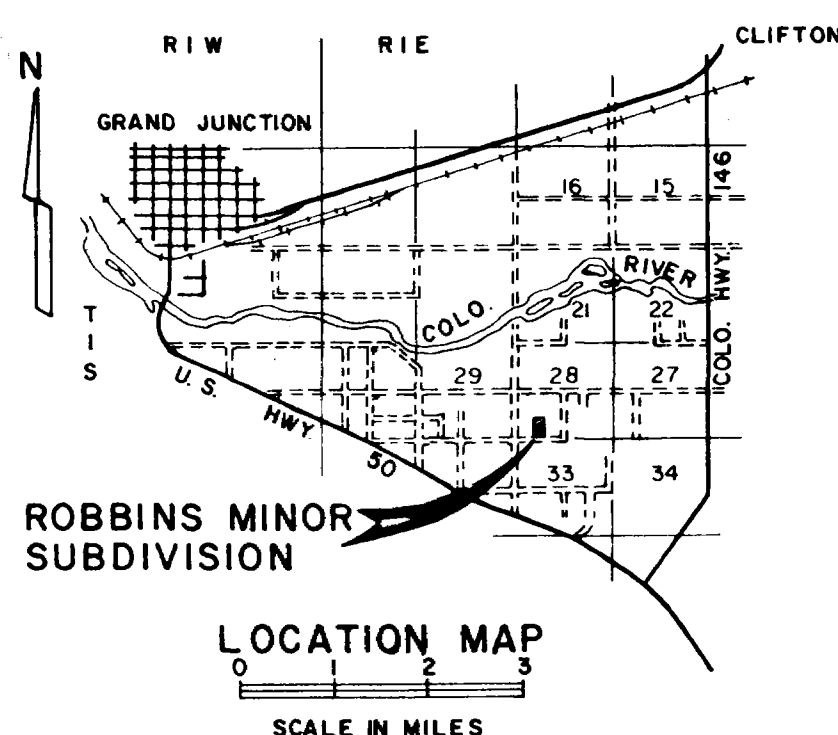 R I W
R I E
CLIFTON
N
GRAND JUNCTION
16
15
COLO. HWY. 146
COLO. RIVER
21
22
T
I
S
29
28
27
U. S. HWY. 50
33
34
ROBBINS MINOR
SUBDIVISION
LOCATION MAP
0 1 2 3
SCALE IN MILES